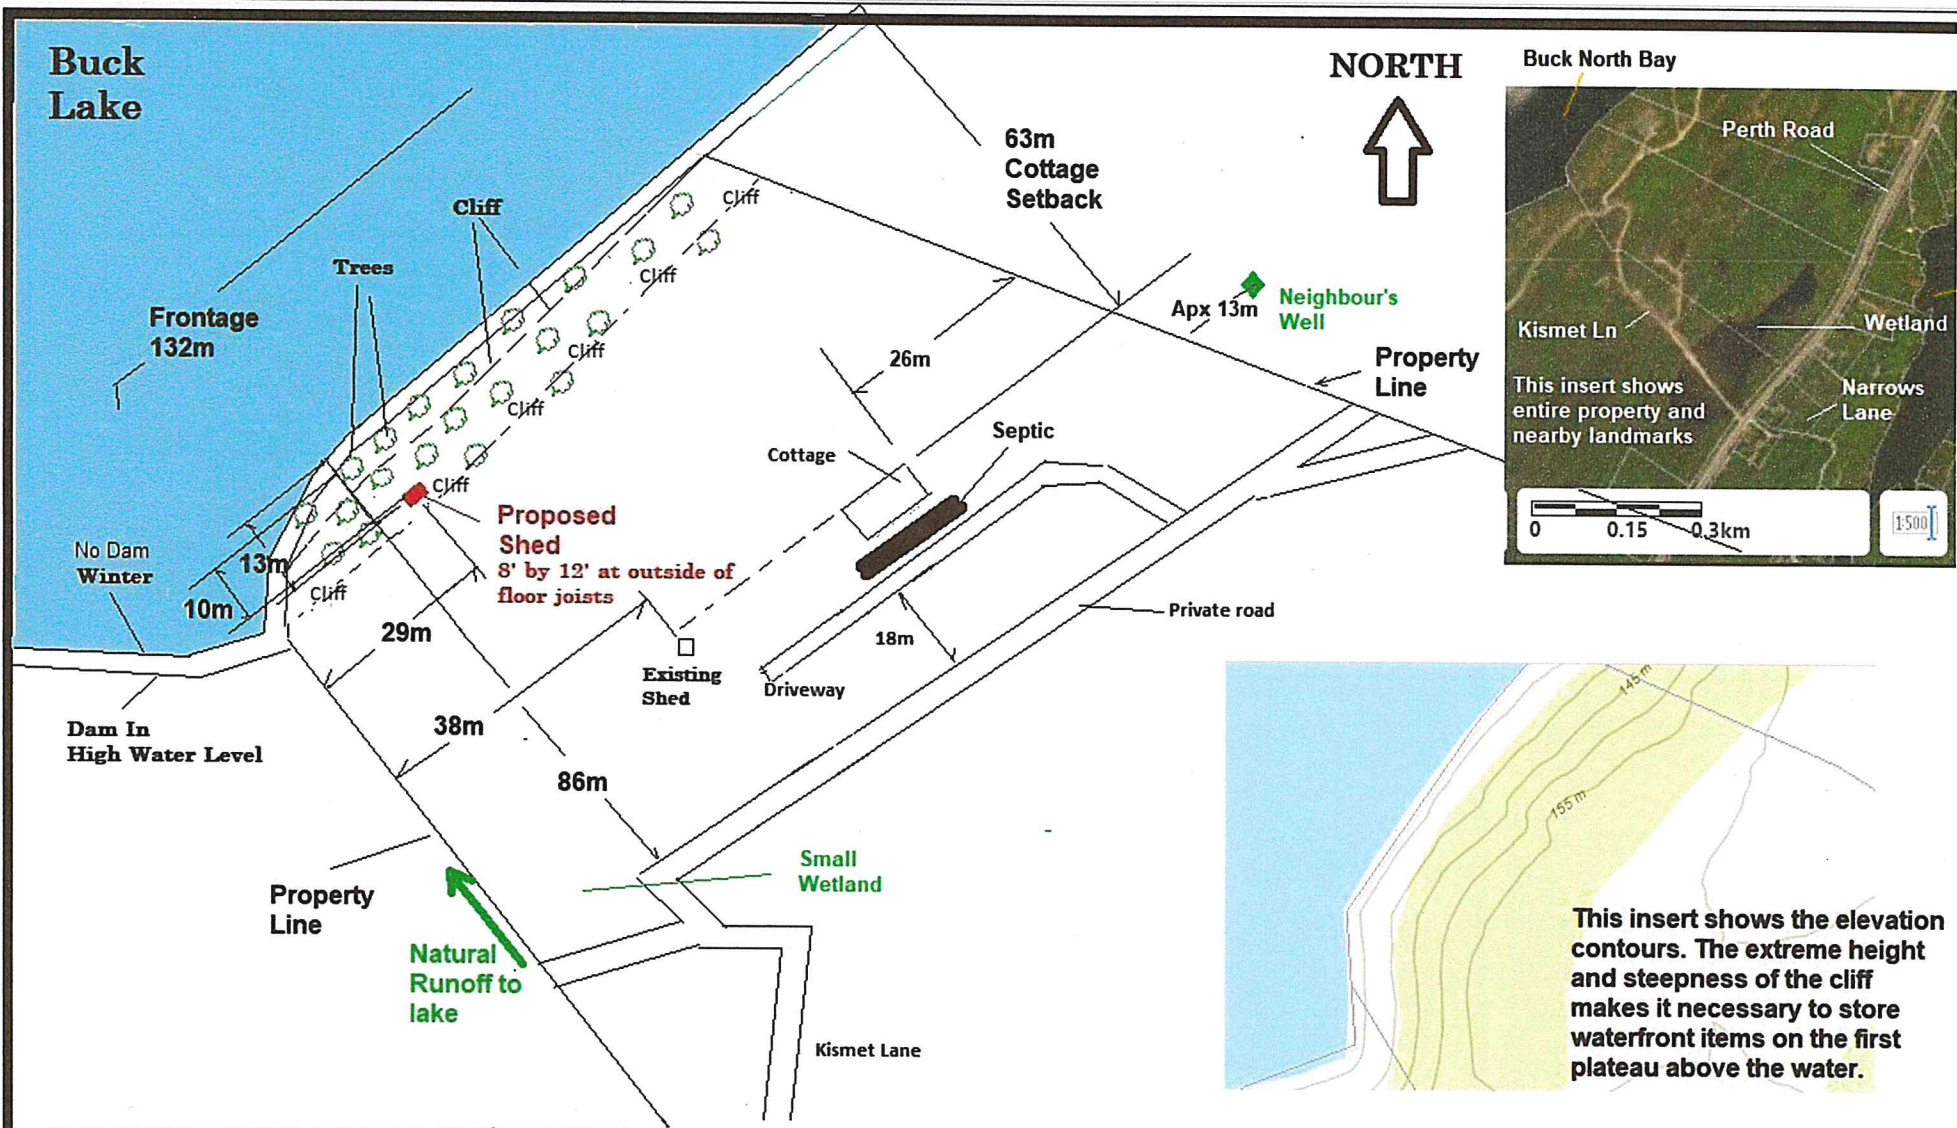 Buck
Lake
NORTH
Buck North Bay
Perth Road
63m
Cottage
Setback
Cliff
Cliff
Trees
Cliff
Frontage
132m
Apx 13m
Neighbour's
Well
Kismet Ln
Wetland
26m
Cliff
Property
Line
This insert shows
entire property and
nearby landmarks
Narrows
Lane
Cliff
Septic
Cottage
Cliff
Proposed
Shed
8' by 12' at outside of
floor joists
0
0.15
0.3km
1:500
No Dam
Winter
13m
Cliff
10m
29m
Private road
18m
Existing
Shed
Driveway
Dam In
High Water Level
38m
86m
145 m
155 m
Small
Wetland
Property
Line
Natural
Runoff to
lake
Kismet Lane
This insert shows the elevation
contours. The extreme height
and steepness of the cliff
makes it necessary to store
waterfront items on the first
plateau above the water.